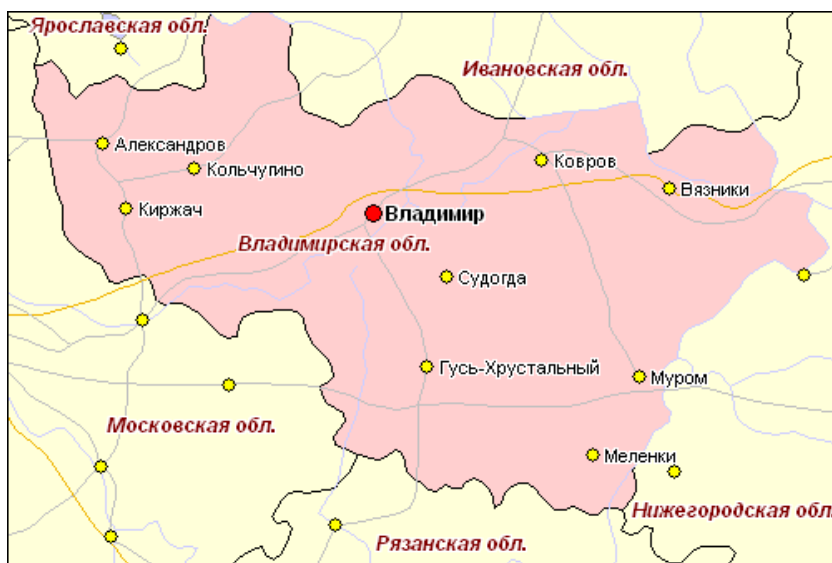 Ярославская обл.
Ивановская обл.
Александров
Кольчугино
Ковров
Вязники
Киржач
Владимир
Владимирская обл.
Судогда
Гусь-Хрустальный
Муром
Московская обл.
Меленки
Нижегородская обл.
Рязанская обл.